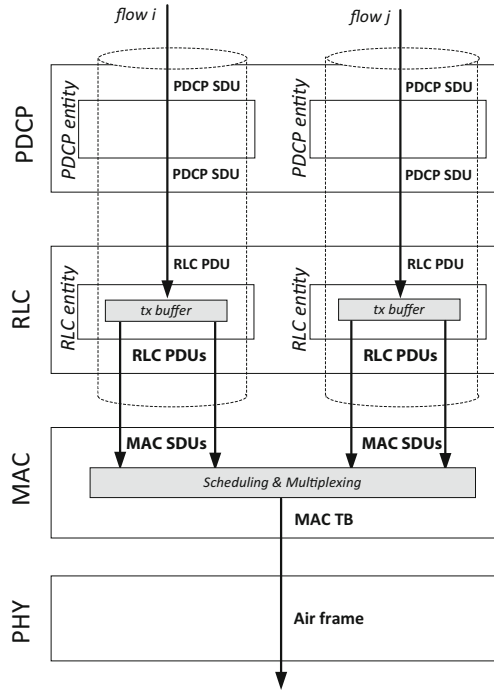 flow i
flow j
PDCP
PDCP entity
PDCP SDU
PDCP SDU
PDCP entity
PDCP SDU
PDCP SDU
RLC
RLC entity
RLC PDU
tx buffer
RLC PDUs
RLC entity
RLC PDU
tx buffer
RLC PDUs
MAC
MAC SDUs
MAC SDUs
Scheduling & Multiplexing
MAC TB
PHY
Air frame